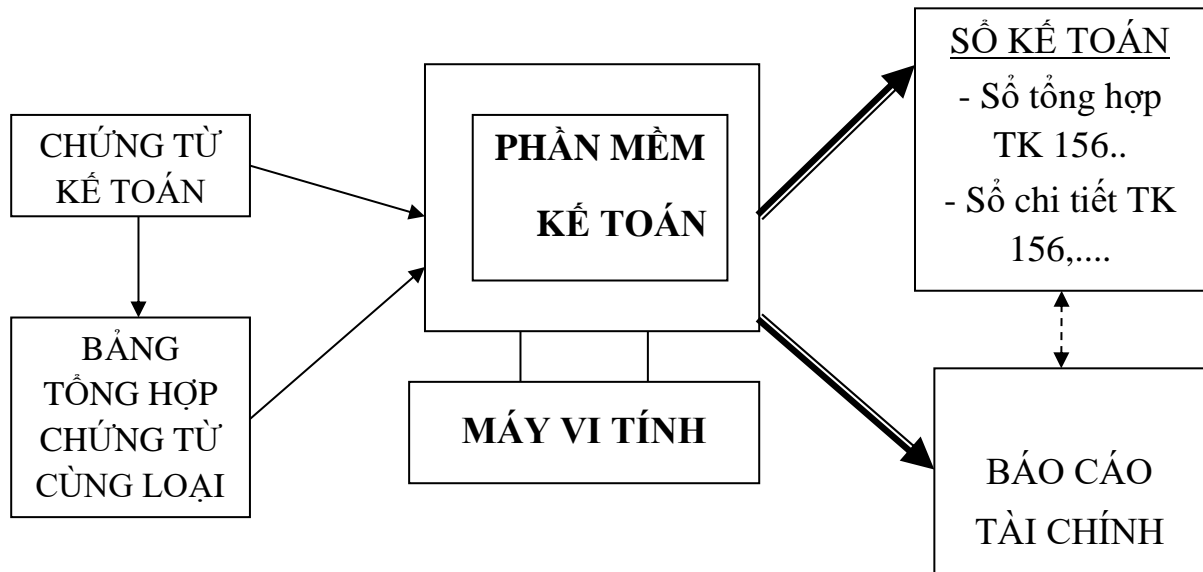 CHỨNG TỪ
KẾ TOÁN
BẢNG
TỔNG HỢP
CHỨNG TỪ
CÙNG LOẠI
PHẦN MỀM
KẾ TOÁN
MÁY VI TÍNH
SỔ KẾ TOÁN
- Sổ tổng hợp
TK 156..
- Sổ chi tiết TK
156,....
BÁO CÁO
TÀI CHÍNH